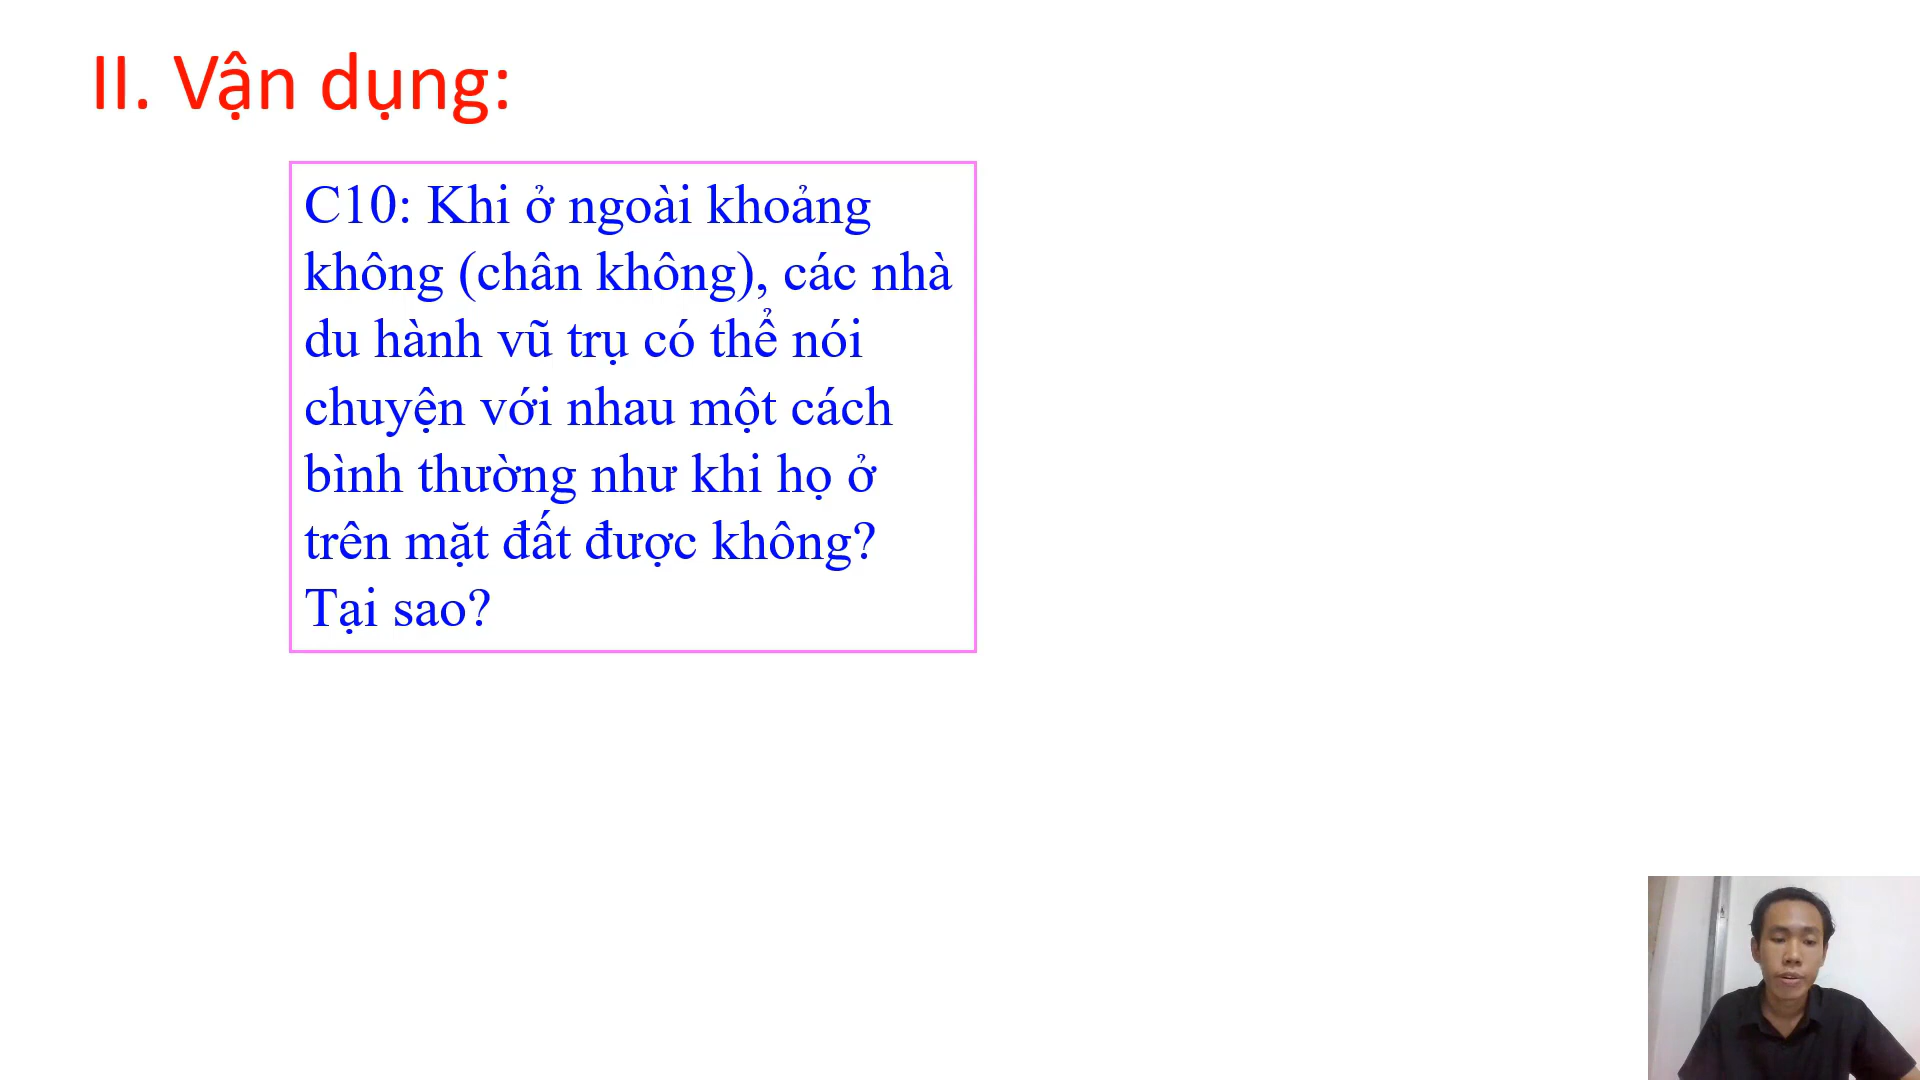 II. Vận dụng:
C10: Khi ở ngoài khoảng
không (chân không), các nhà
du hành vũ trụ có thể nói
chuyện với nhau một cách
bình thường như khi họ ở
trên mặt đất được không?
Tại sao?